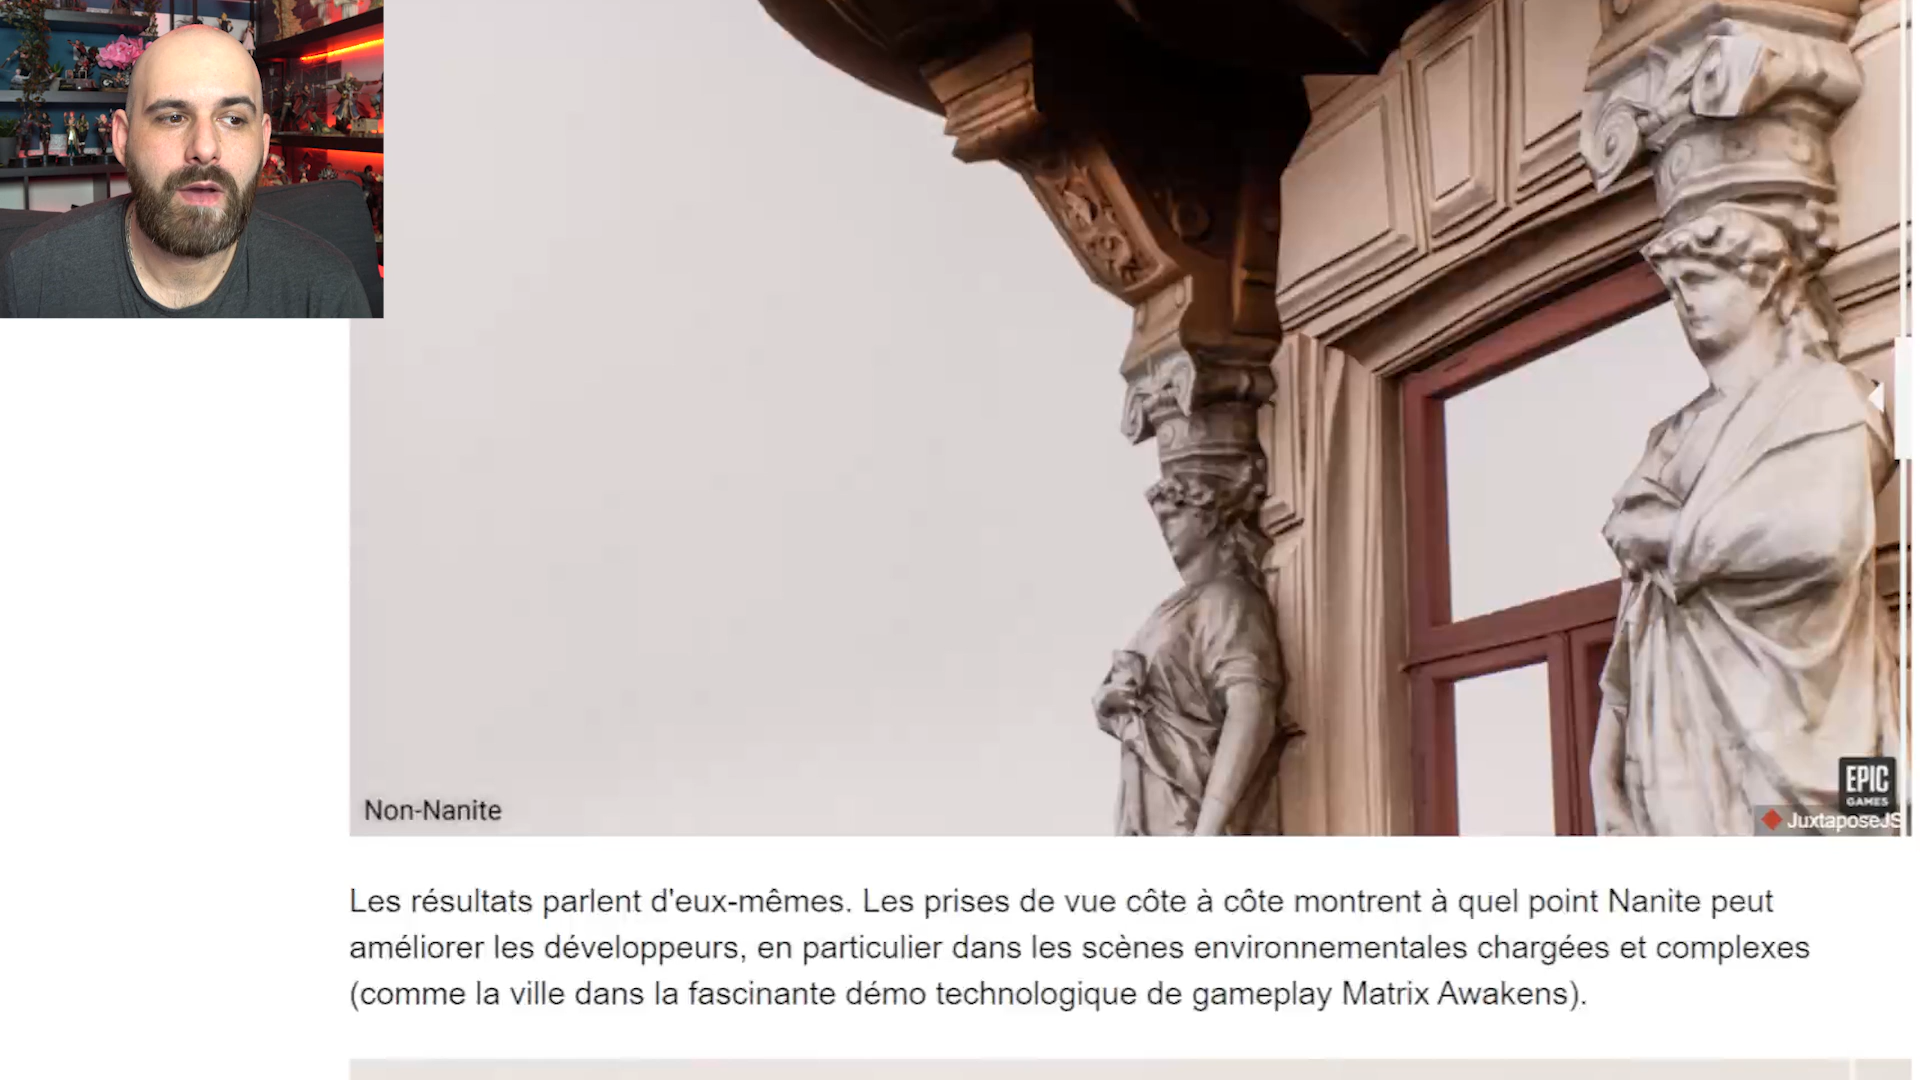 Non-Nanite
EPIC
GAMES
JuxtaposeJS
Les résultats parlent d'eux-mêmes. Les prises de vue côte à côte montrent à quel point Nanite peut
améliorer les développeurs, en particulier dans les scènes environnementales chargées et complexes
(comme la ville dans la fascinante démo technologique de gameplay Matrix Awakens).